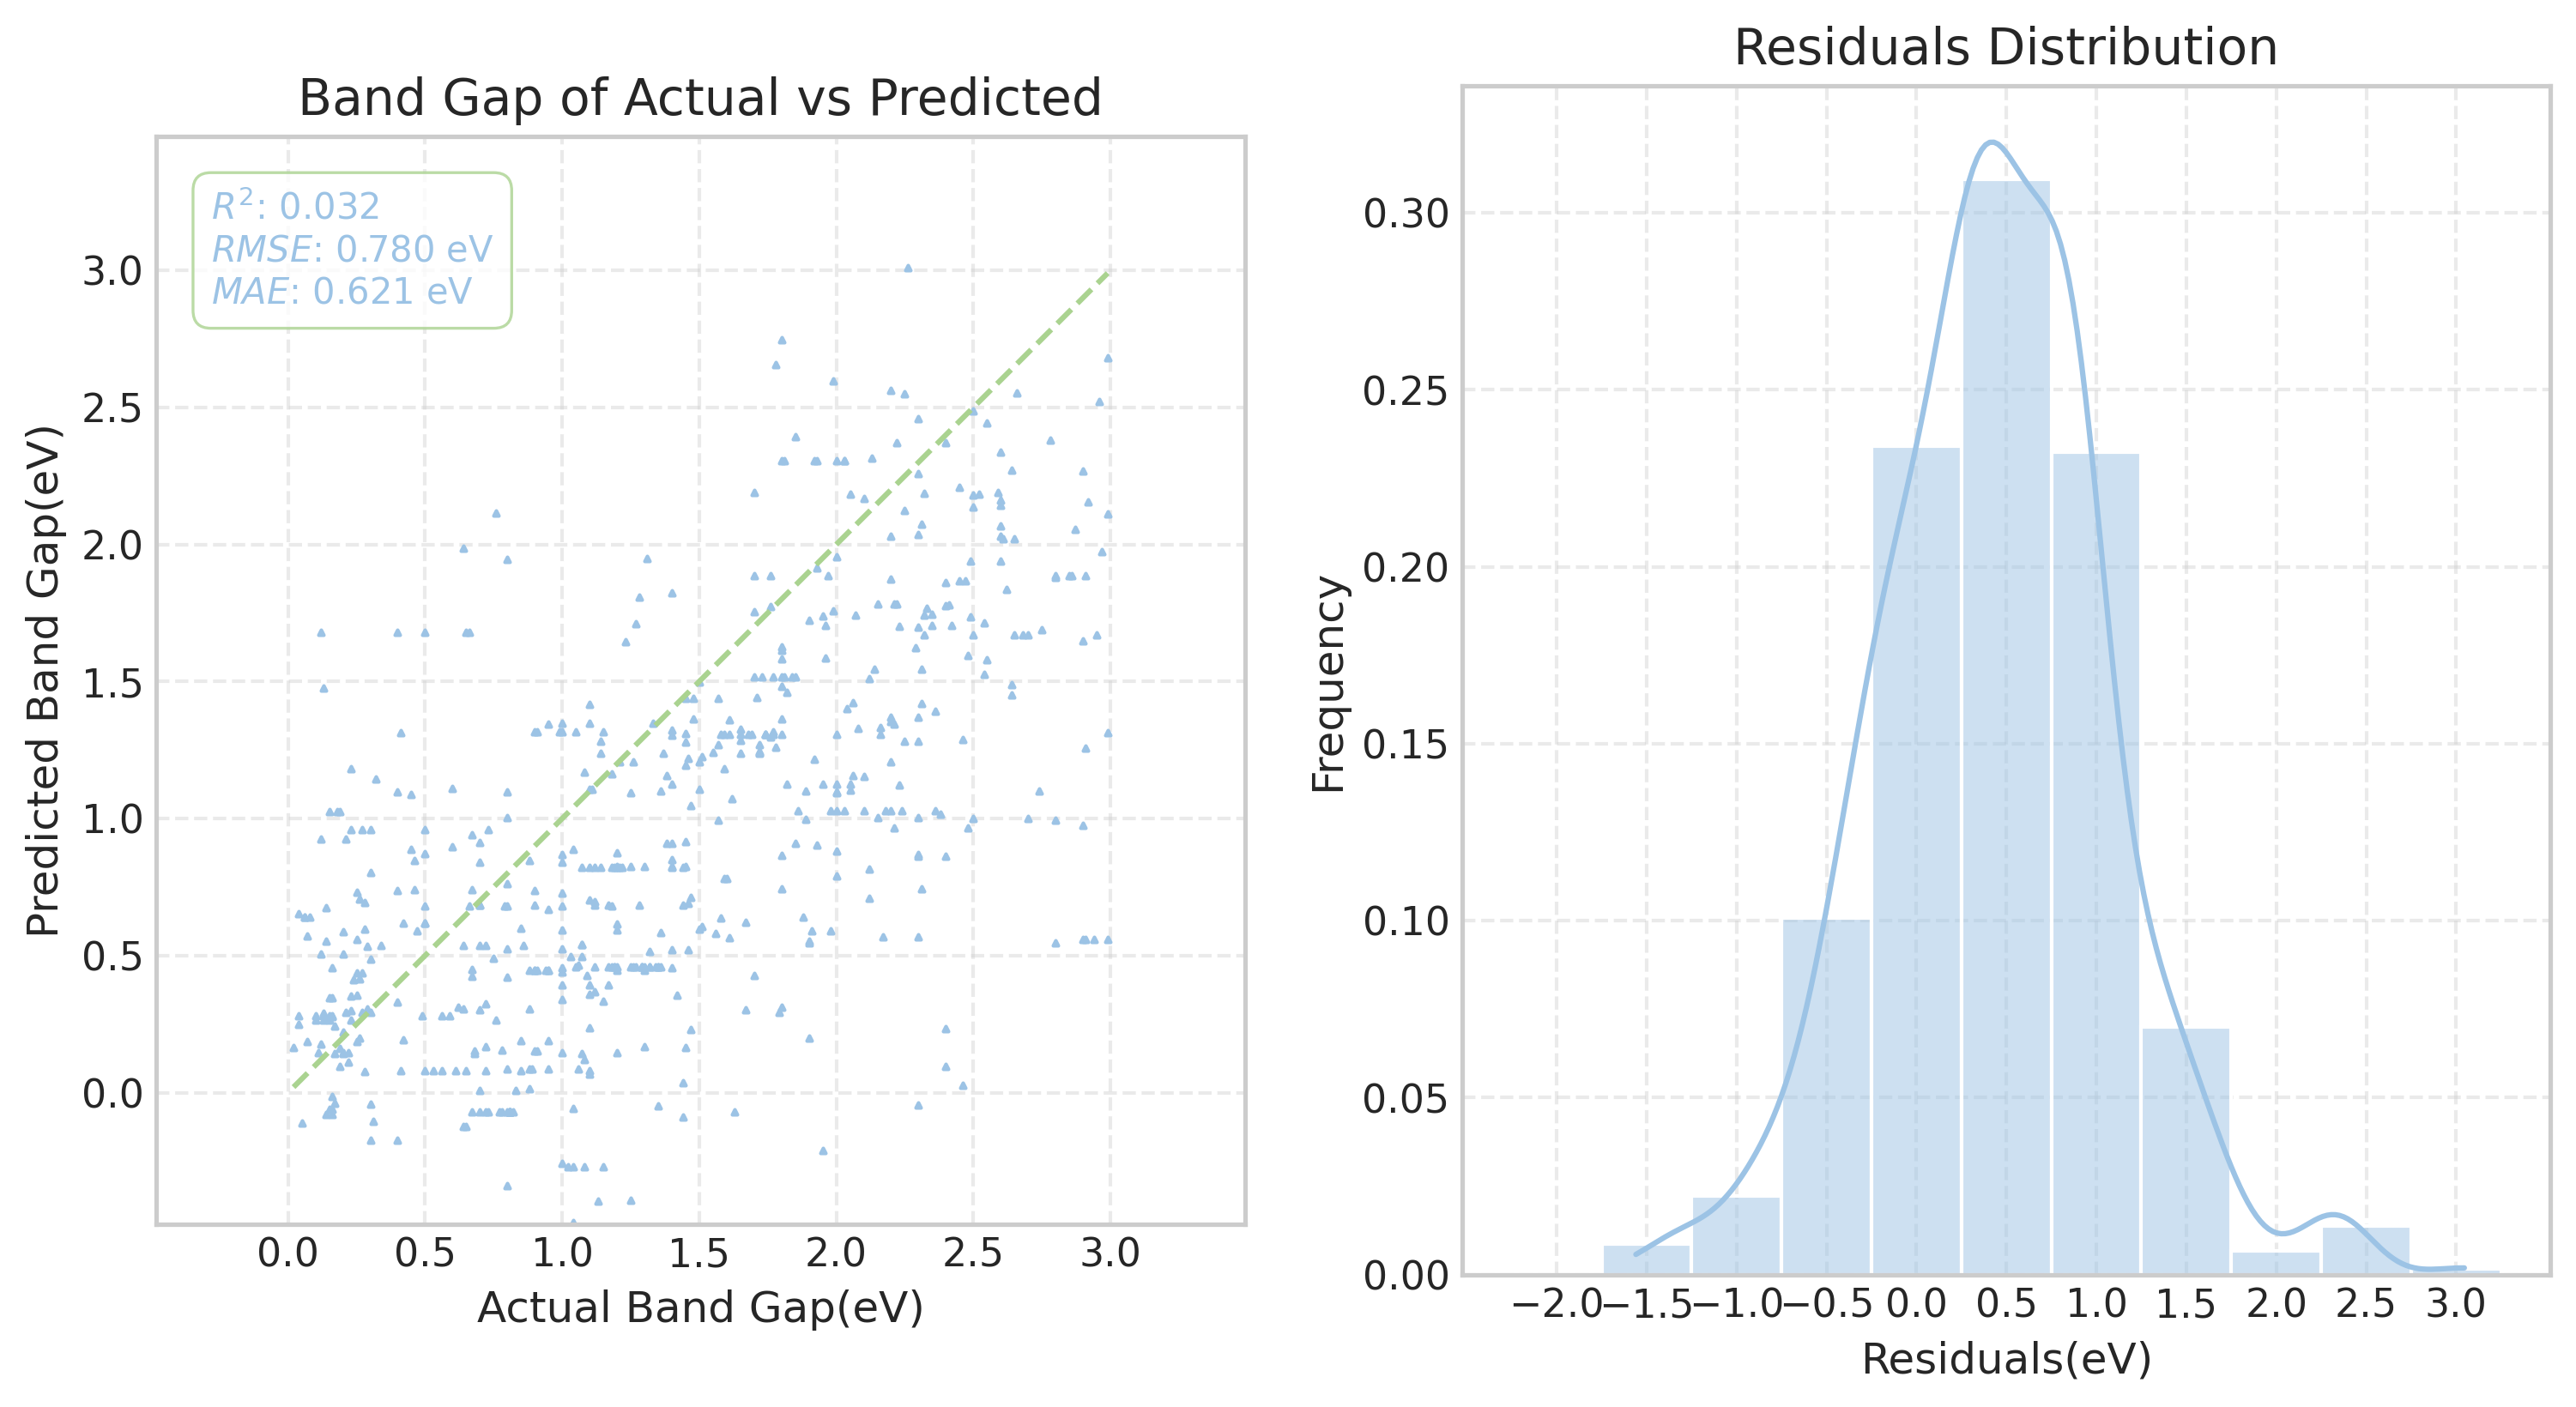 Band Gap of Actual vs Predicted
R²: 0.032
RMSE: 0.780 eV
MAE: 0.621 eV
3.0
2.5
2.0
1.5
1.0
0.5
0.0
Predicted Band Gap(eV)
0.0 0.5 1.0 1.5 2.0 2.5 3.0
Actual Band Gap(eV)
Residuals Distribution
0.30
0.25
0.20
0.15
0.10
0.05
0.00
Frequency
−2.0 −1.5 −1.0 −0.5 0.0 0.5 1.0 1.5 2.0 2.5 3.0
Residuals(eV)